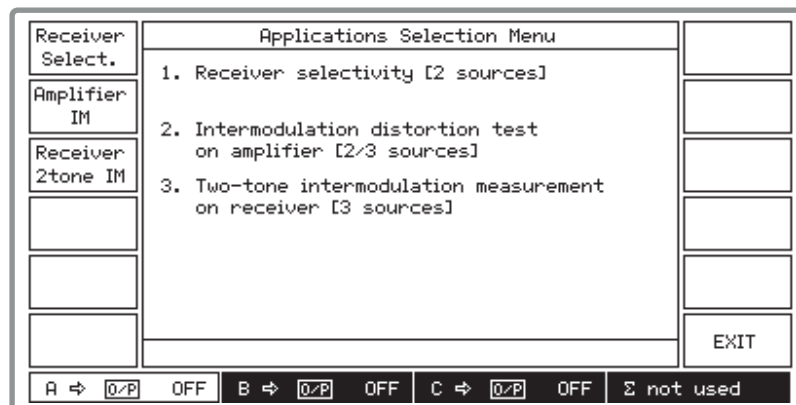 Receiver
Select.
Amplifier
IM
Receiver
2tone IM
Applications Selection Menu
1. Receiver selectivity [2 sources]
2. Intermodulation distortion test
on amplifier [2/3 sources]
3. Two-tone intermodulation measurement
on receiver [3 sources]
EXIT
A ⇨ O/P OFF B ⇨ O/P OFF C ⇨ O/P OFF Σ not used